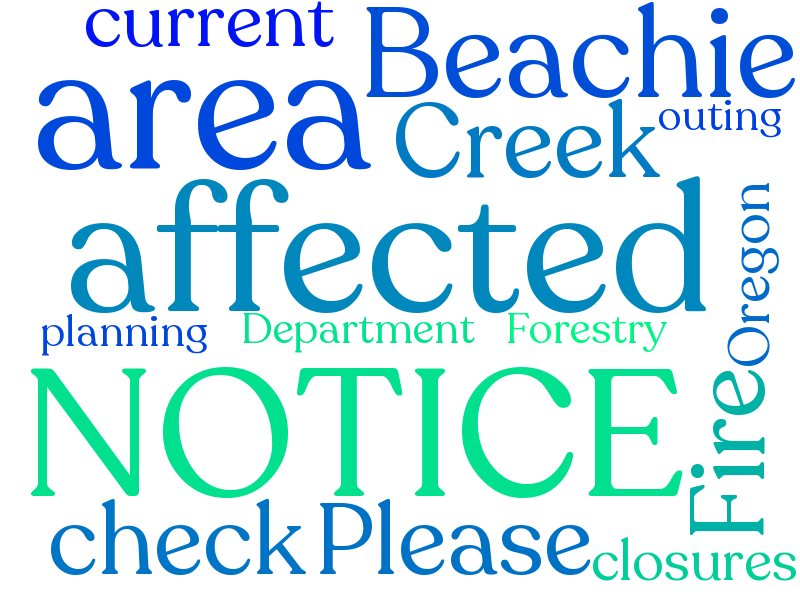 current
Beachie
area
Creek
outing
affected
Oregon
planning
Department
Forestry
NOTICE
Fire
check
Please
closures